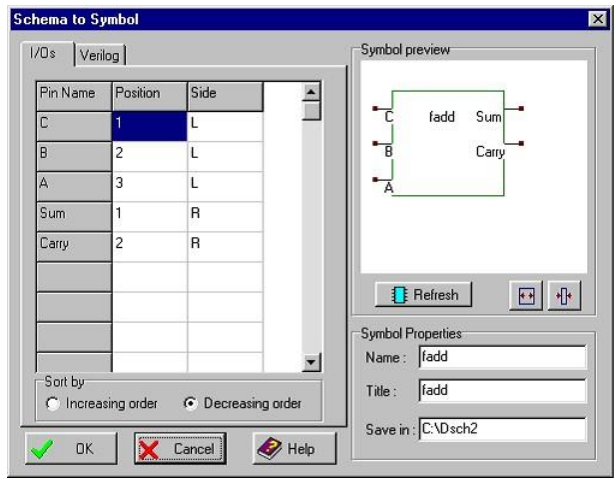 Schema to Symbol
I/Os Verilog
Pin Name Position Side
C 1 L
B 2 L
A 3 L
Sum 1 R
Carry 2 R
Sort by
Increasing order Decreasing order
OK Cancel Help
Symbol preview
C fadd Sum
B Carry
A
Refresh
Symbol Properties
Name : fadd
Title : fadd
Save in : C:\Dsch2